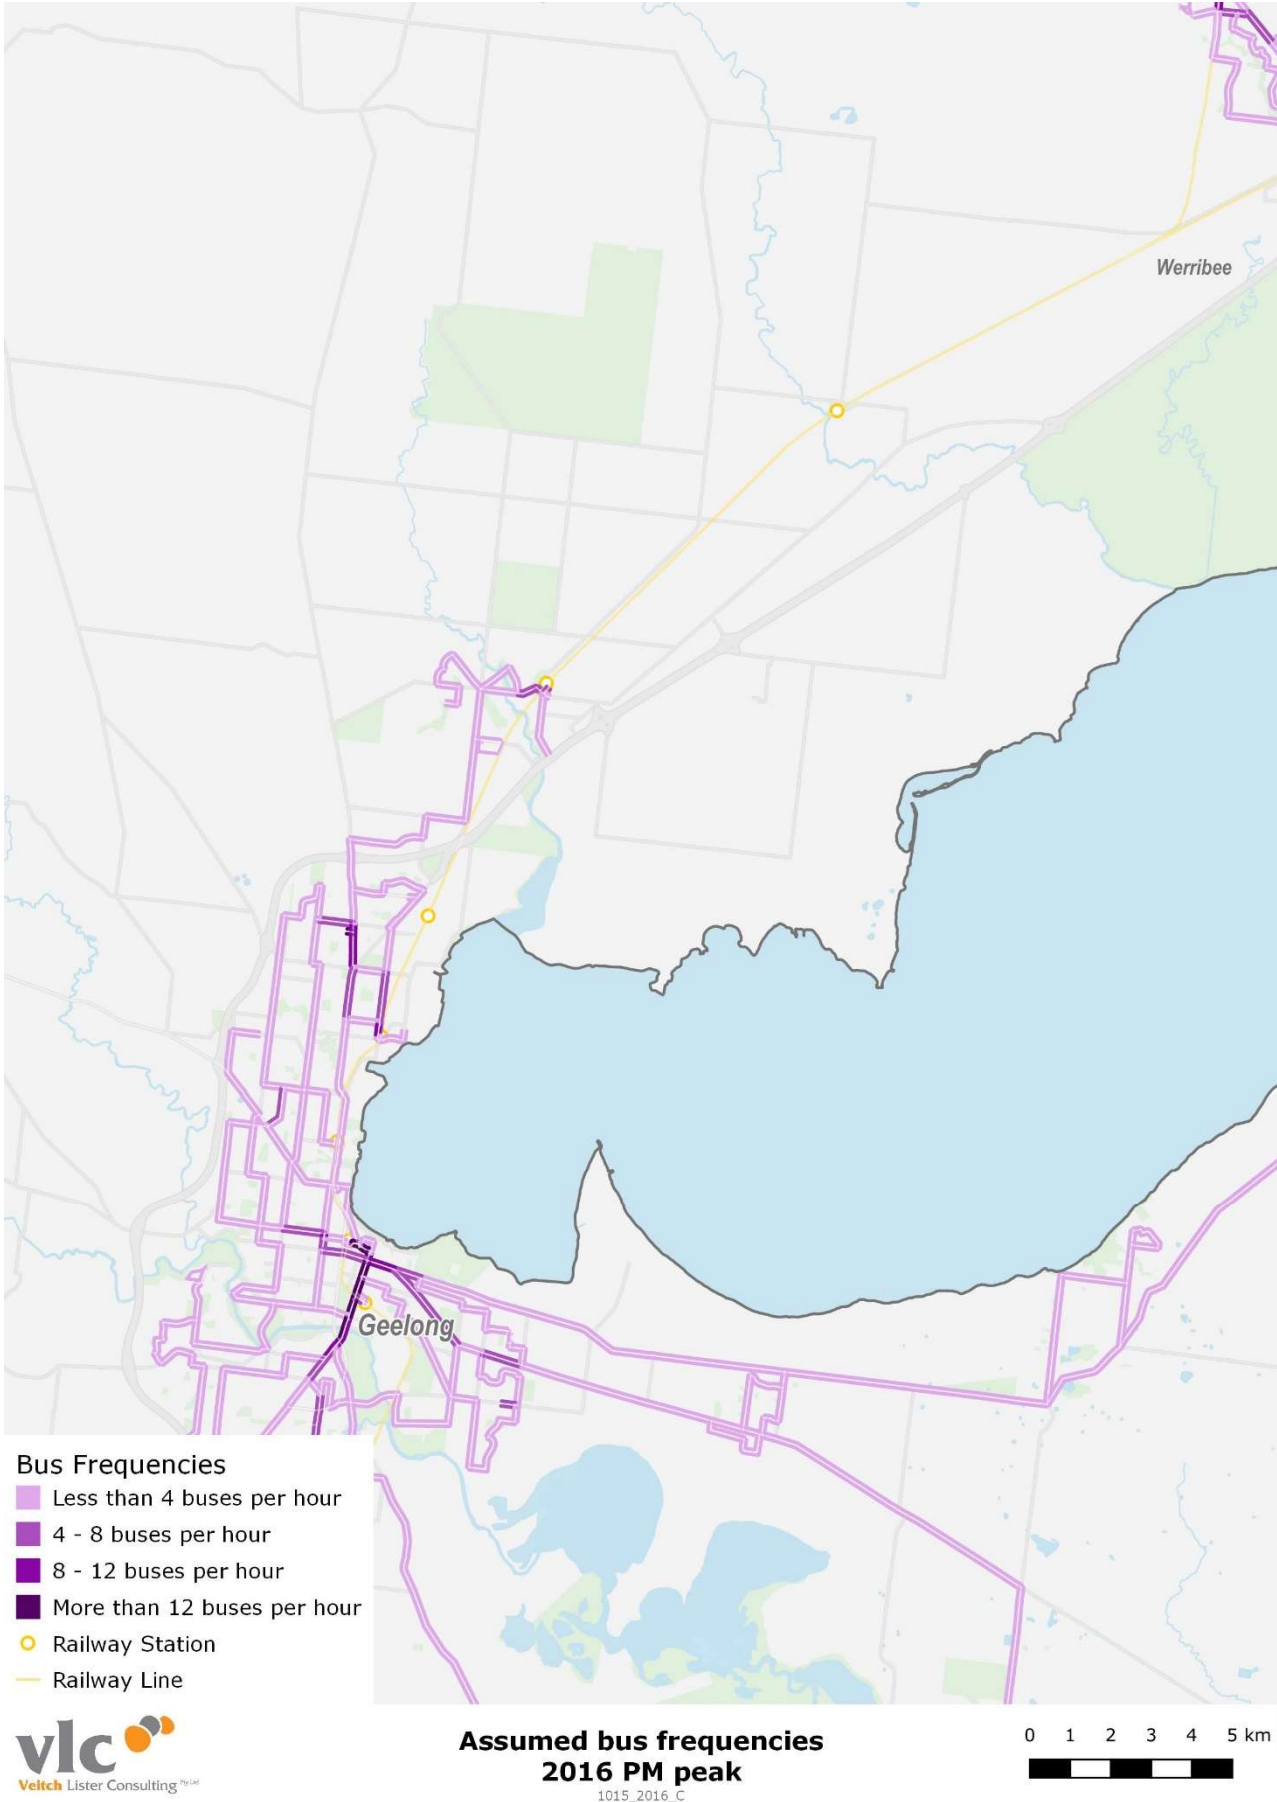 Werribee
Geelong
Bus Frequencies
Less than 4 buses per hour
4 - 8 buses per hour
8 - 12 buses per hour
More than 12 buses per hour
Railway Station
Railway Line
vlc
Veitch Lister Consulting Pty Ltd
Assumed bus frequencies
2016 PM peak
1015_2016_C
0 1 2 3 4 5 km